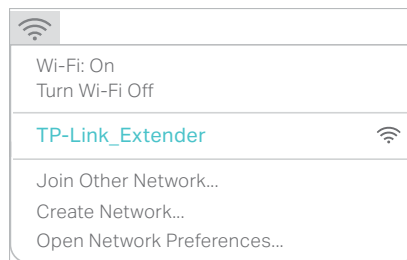 Wi-Fi: On
Turn Wi-Fi Off
TP-Link_Extender
Join Other Network...
Create Network...
Open Network Preferences...